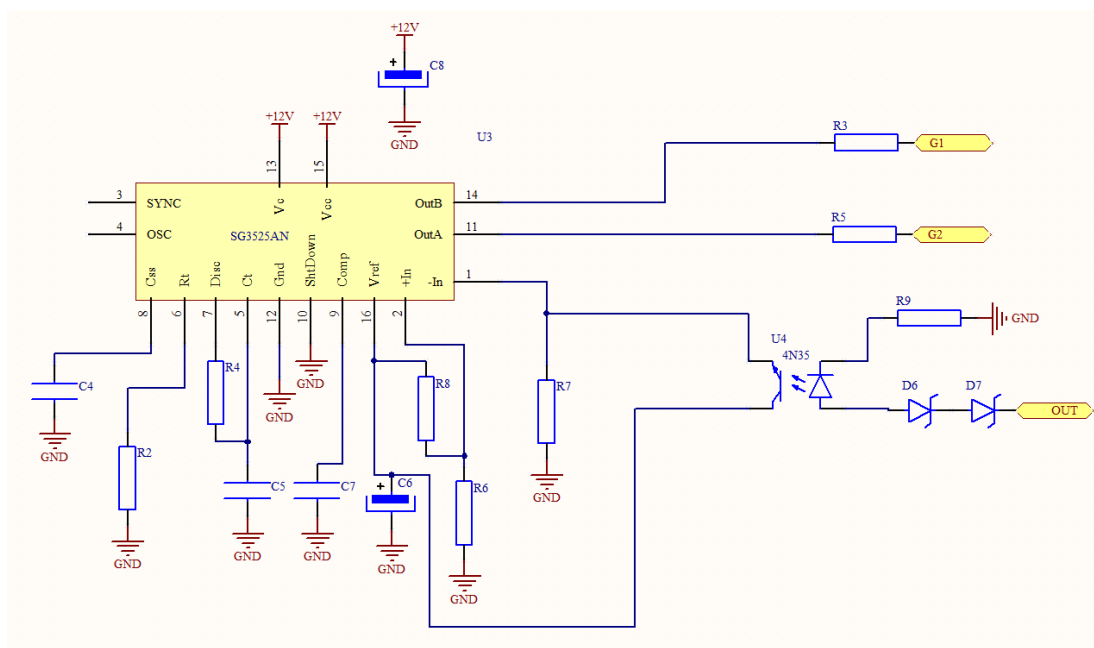 +12V
C8
GND
+12V
+12V
U3
13
15
R3
G1
3
SYNC
Vc
Vcc
OutB
14
4
OSC
SG3525AN
OutA
11
R5
G2
Css
Rt
Disc
Ct
Gnd
ShtDown
Comp
Vref
+In
-In
1
8
6
7
5
12
10
9
16
2
R9
GND
U4
4N35
C4
GND
R4
GND
GND
R8
R7
D6
D7
OUT
R2
GND
C5
GND
C7
GND
C6
GND
R6
GND
GND